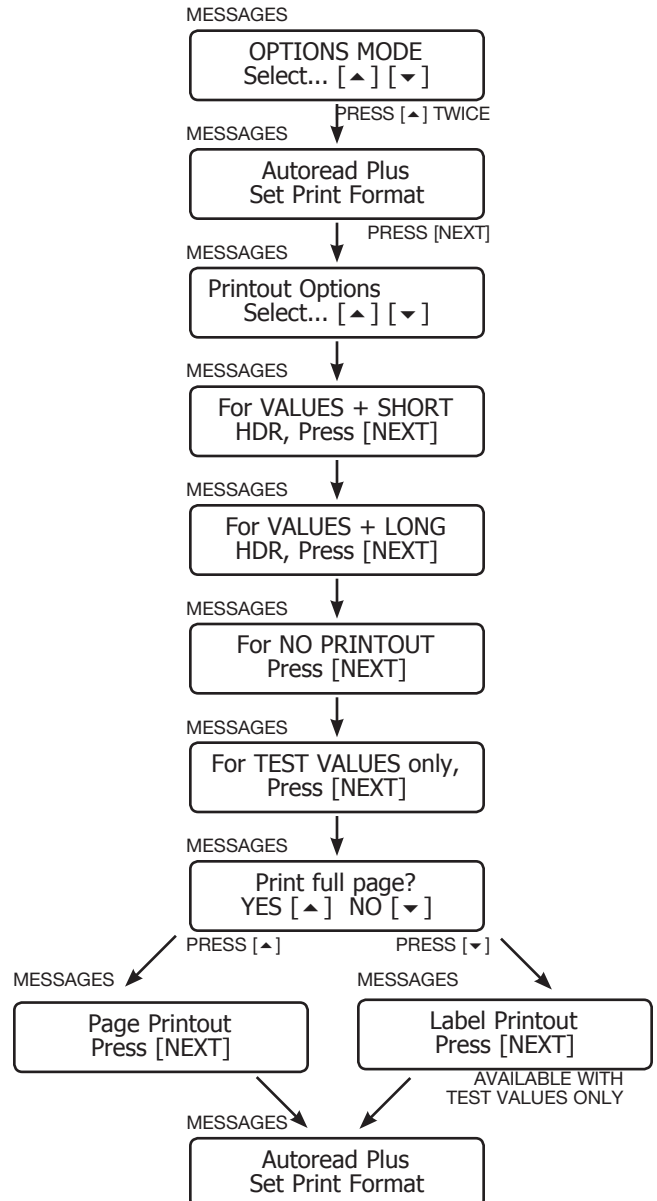 MESSAGES
OPTIONS MODE
Select... [▲] [▼]
PRESS [▲] TWICE
MESSAGES
Autoread Plus
Set Print Format
PRESS [NEXT]
MESSAGES
Printout Options
Select... [▲] [▼]
MESSAGES
For VALUES + SHORT
HDR, Press [NEXT]
MESSAGES
For VALUES + LONG
HDR, Press [NEXT]
MESSAGES
For NO PRINTOUT
Press [NEXT]
MESSAGES
For TEST VALUES only,
Press [NEXT]
MESSAGES
Print full page?
YES [▲] NO [▼]
PRESS [▲]
PRESS [▼]
MESSAGES
Page Printout
Press [NEXT]
MESSAGES
Label Printout
Press [NEXT]
AVAILABLE WITH
TEST VALUES ONLY
MESSAGES
Autoread Plus
Set Print Format